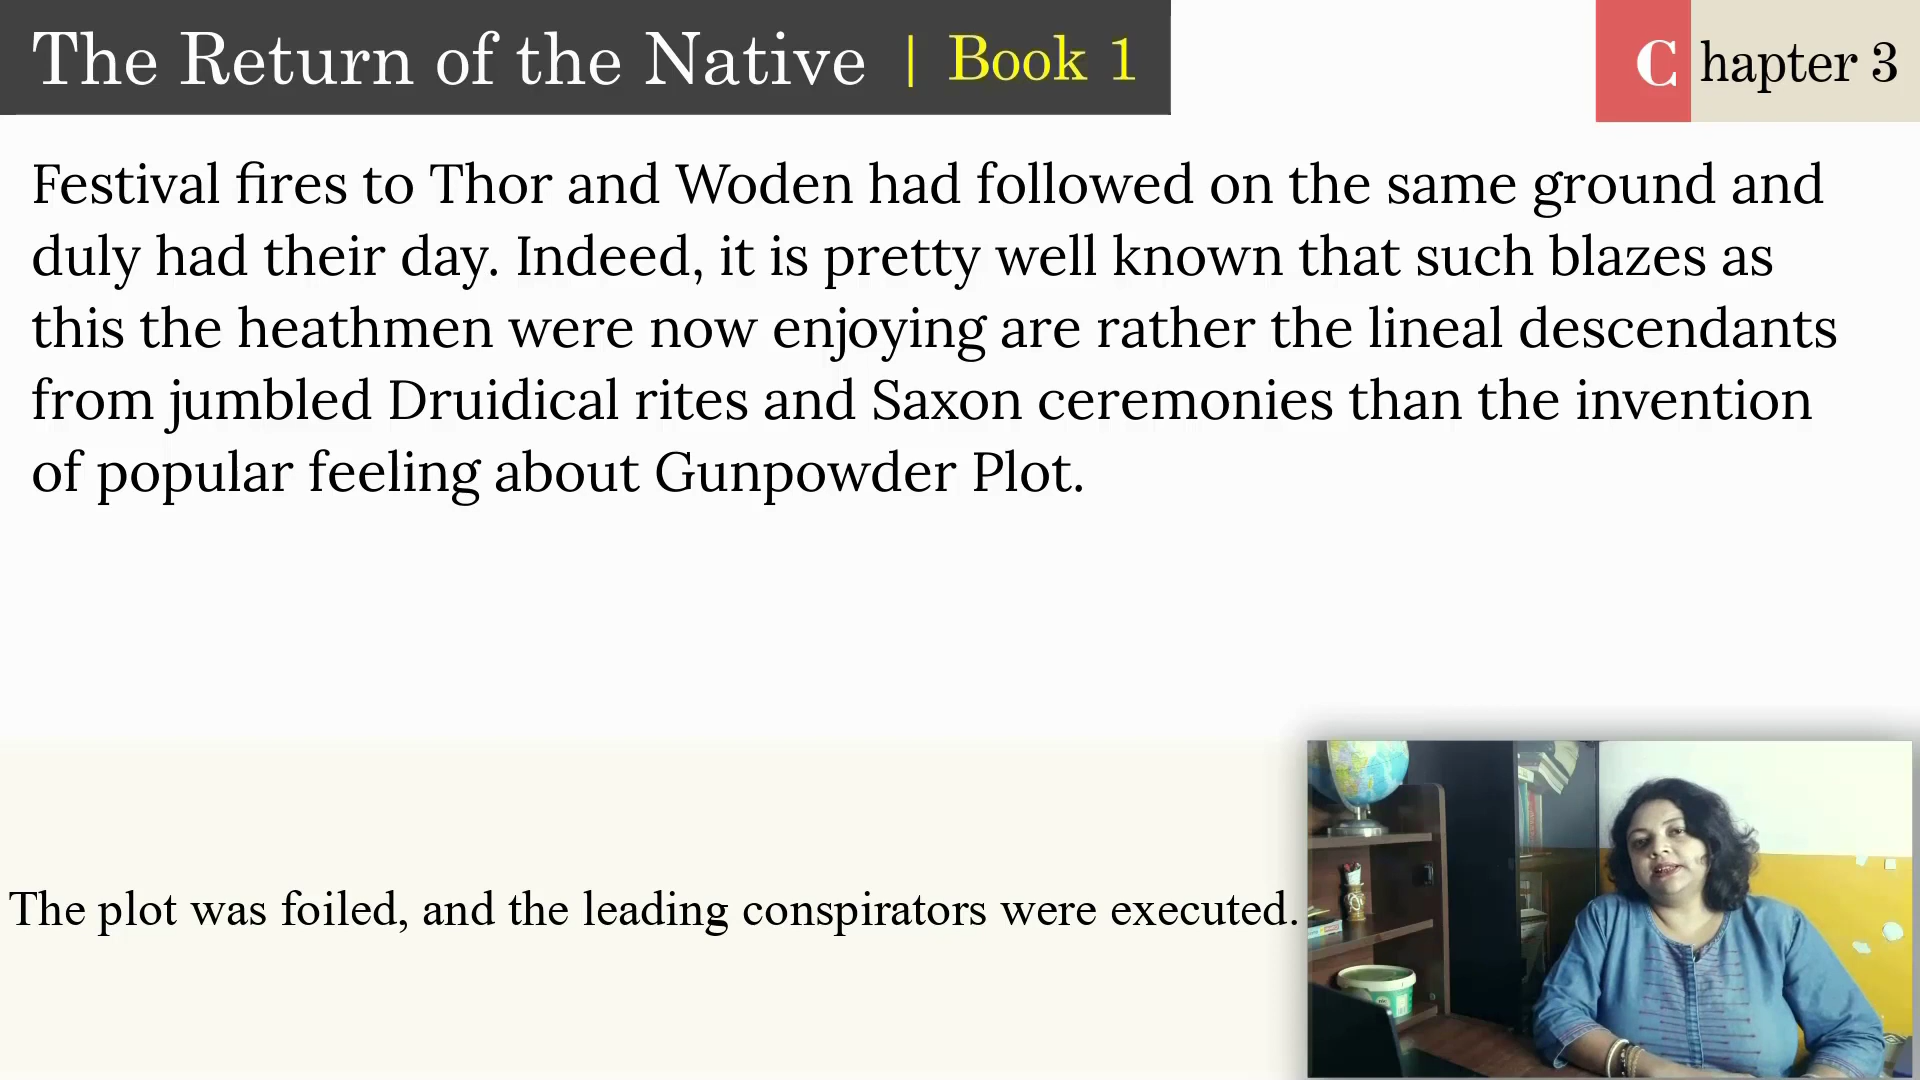 The Return of the Native | Book 1
Chapter 3
Festival fires to Thor and Woden had followed on the same ground and
duly had their day. Indeed, it is pretty well known that such blazes as
this the heathmen were now enjoying are rather the lineal descendants
from jumbled Druidical rites and Saxon ceremonies than the invention
of popular feeling about Gunpowder Plot.
The plot was foiled, and the leading conspirators were executed.